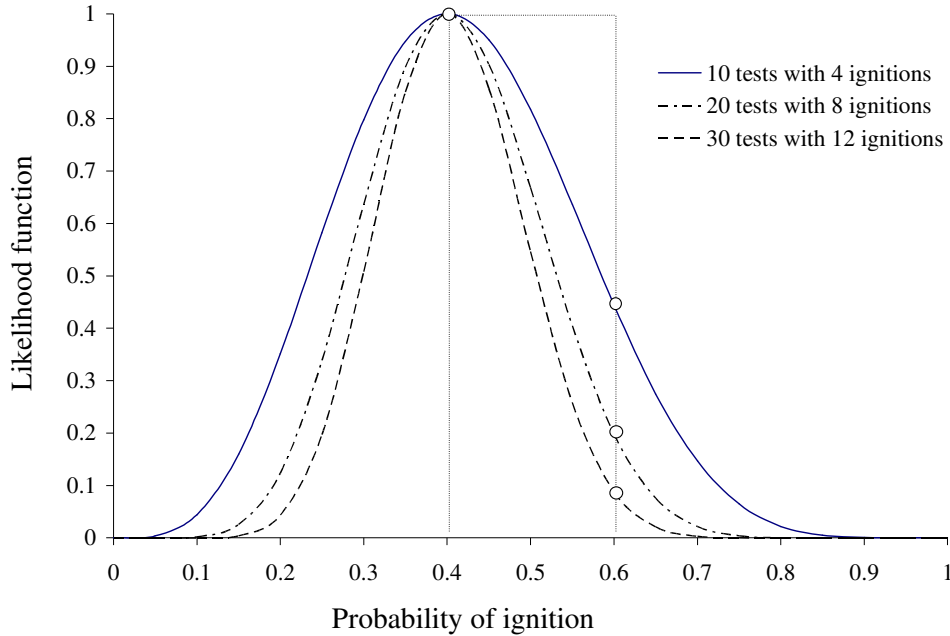 1
0.9
0.8
0.7
0.6
0.5
0.4
0.3
0.2
0.1
0
Likelihood function
10 tests with 4 ignitions
20 tests with 8 ignitions
30 tests with 12 ignitions
0 0.1 0.2 0.3 0.4 0.5 0.6 0.7 0.8 0.9 1
Probability of ignition